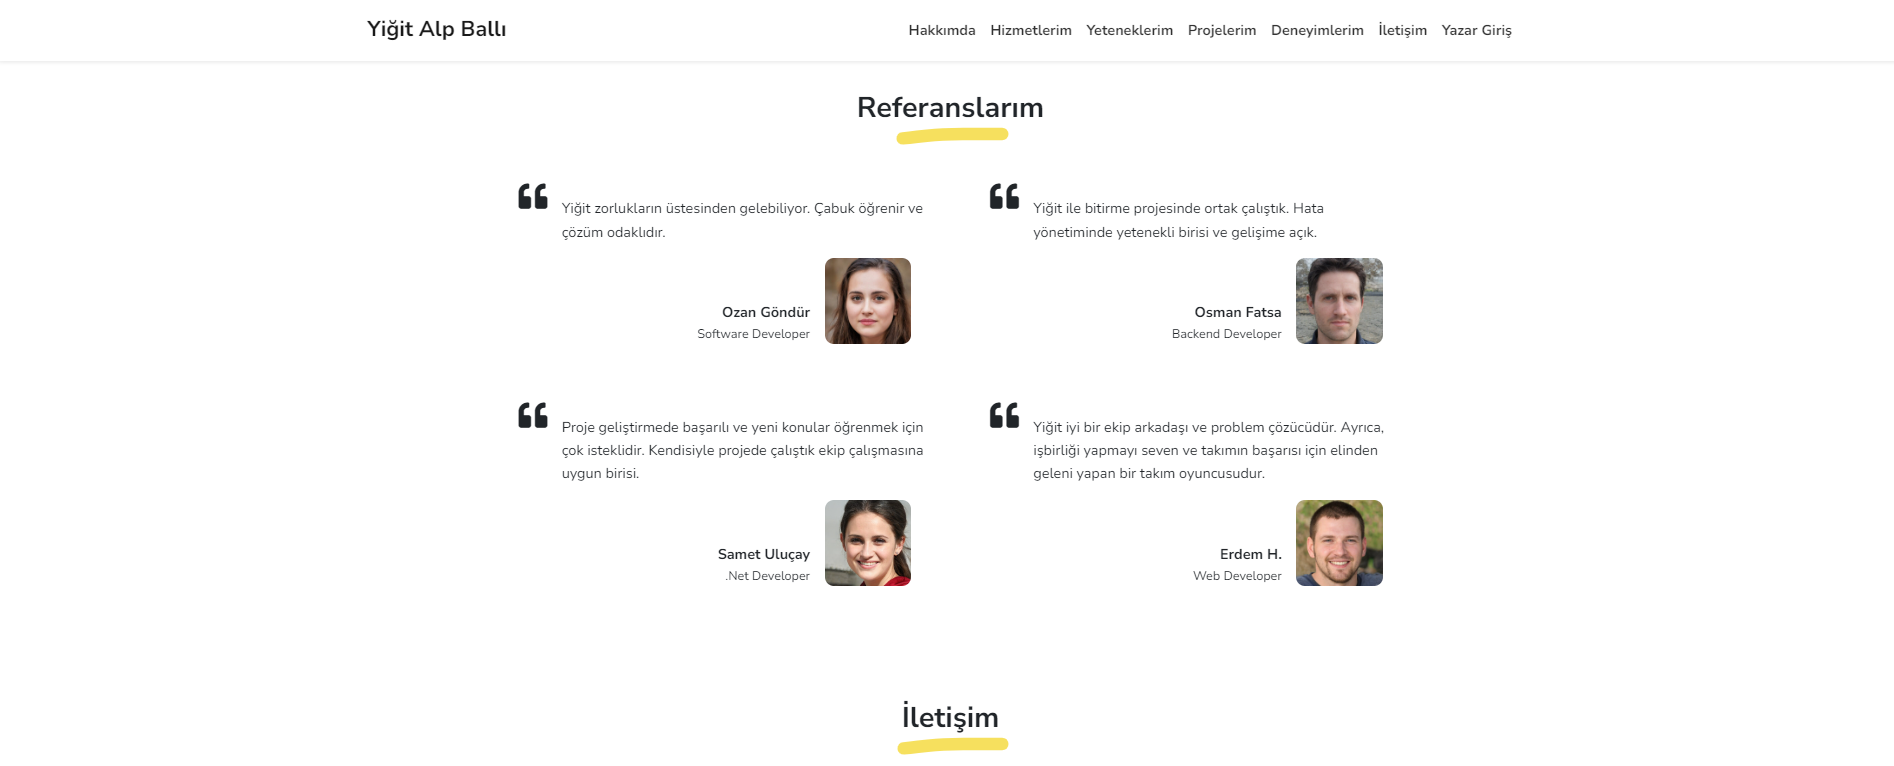 Yiğit Alp Ballı
Hakkımda Hizmetlerim Yeteneklerim Projelerim Deneyimlerim İletişim Yazar Giriş
Referanslarım
Yiğit zorlukların üstesinden gelebiliyor. Çabuk öğrenir ve
çözüm odaklıdır.
Ozan Göndür
Software Developer
Yiğit ile bitirme projesinde ortak çalıştık. Hata
yönetiminde yetenekli birisi ve gelişime açık.
Osman Fatsa
Backend Developer
Proje geliştirmede başarılı ve yeni konular öğrenmek için
çok isteklidir. Kendisiyle projede çalıştık ekip çalışmasına
uygun birisi.
Samet Uluçay
.Net Developer
Yiğit iyi bir ekip arkadaşı ve problem çözücüdür. Ayrıca,
işbirliği yapmayı seven ve takımın başarısı için elinden
geleni yapan bir takım oyuncusudur.
Erdem H.
Web Developer
İletişim